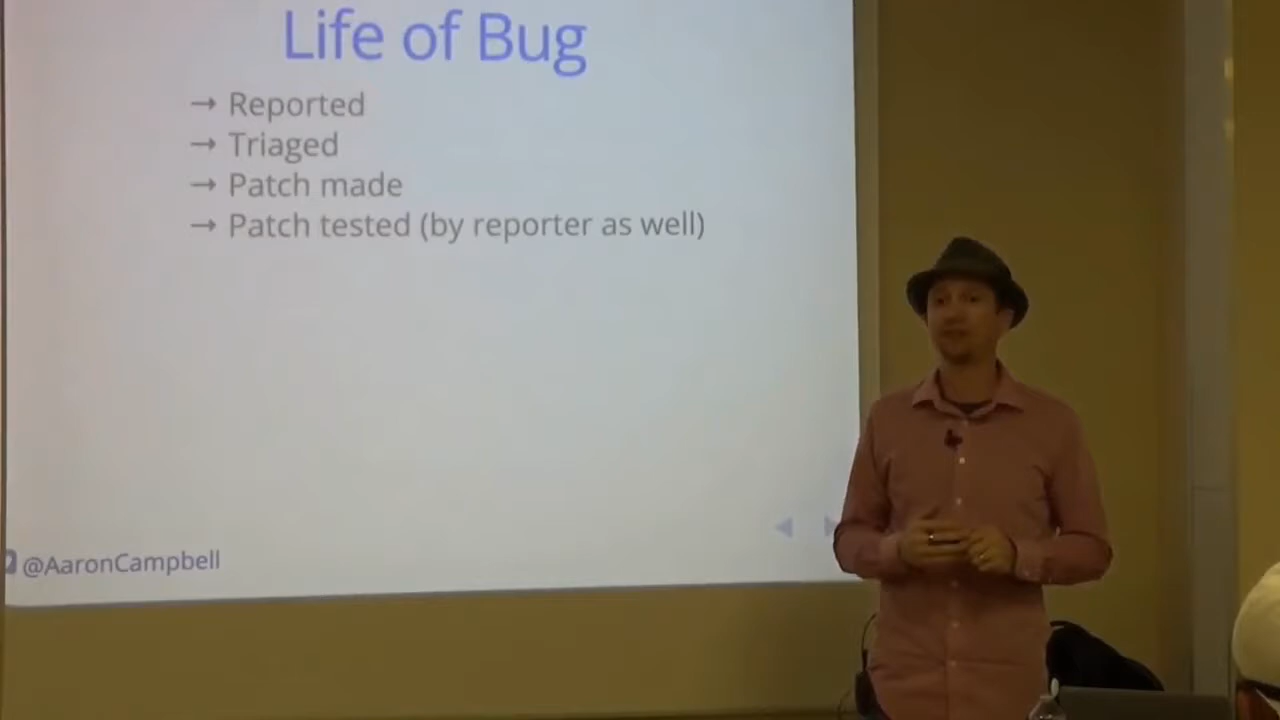 Life of Bug
→ Reported
→ Triaged
→ Patch made
→ Patch tested (by reporter as well)
@AaronCampbell